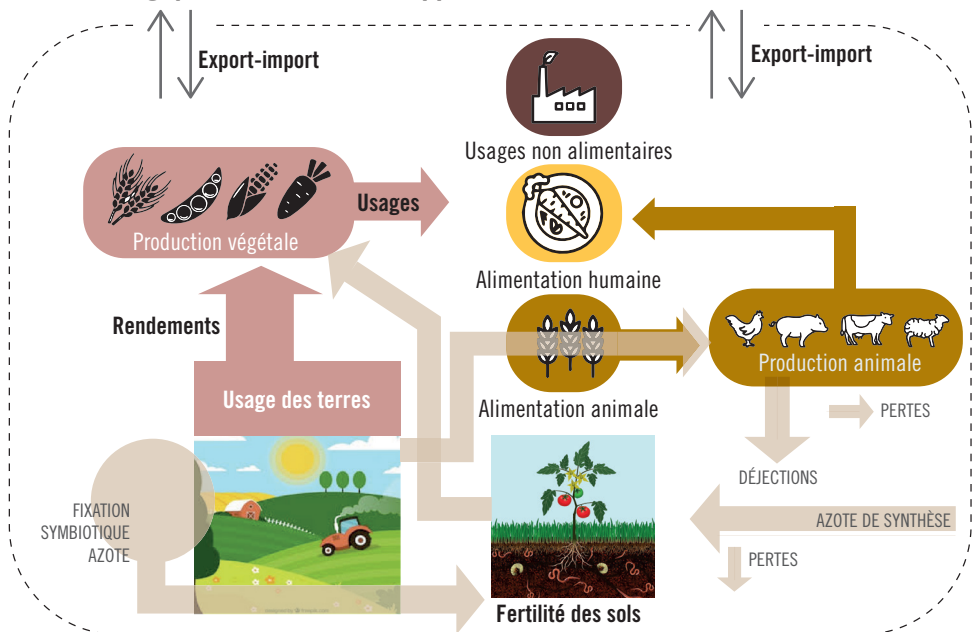 Export-import
Export-import
Usages non alimentaires
Production végétale
Usages
Alimentation humaine
Rendements
Production animale
Usage des terres
Alimentation animale
PERTES
DÉJECTIONS
FIXATION
SYMBIOTIQUE
AZOTE
AZOTE DE SYNTHÈSE
PERTES
Fertilité des sols